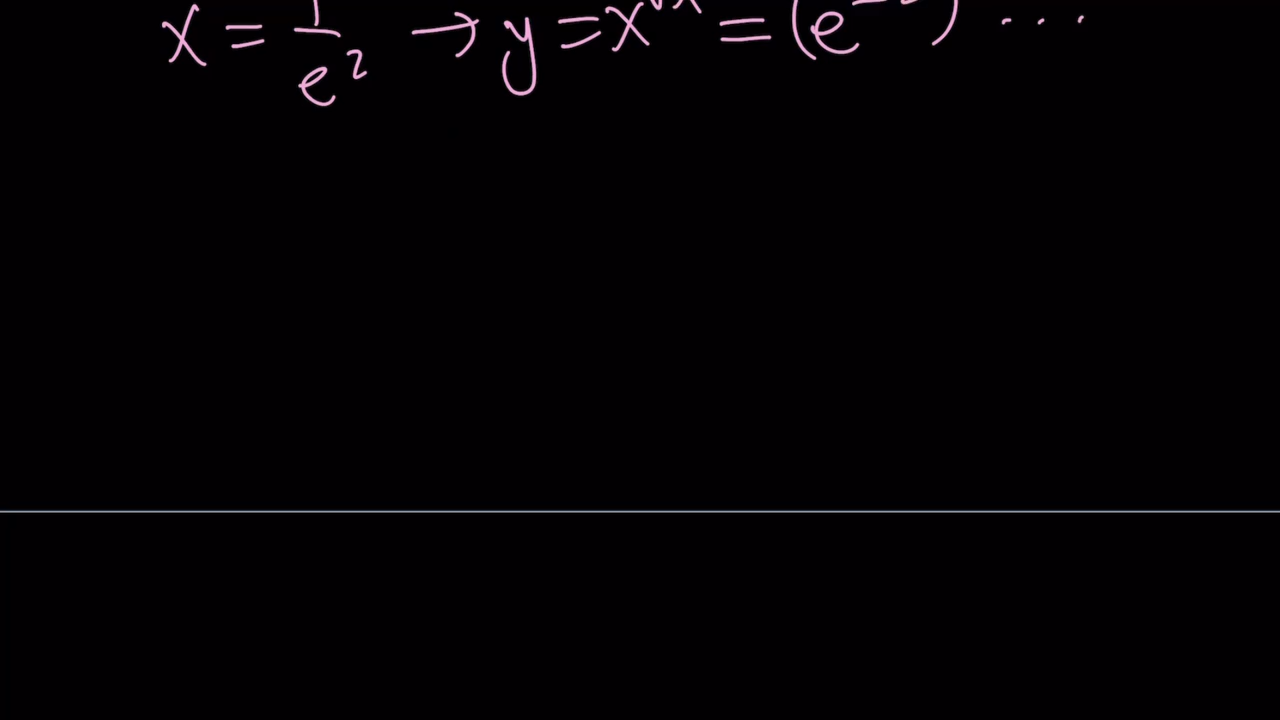 x = 1/e² → y = x^√x = (e⁻²) ...